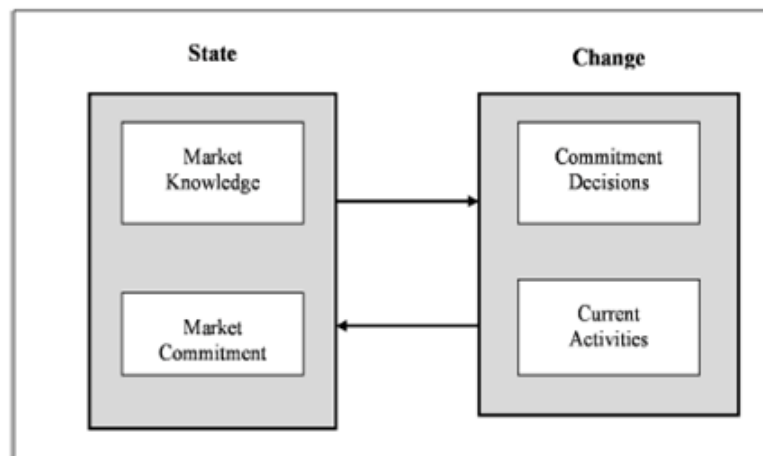 State
Change
Market
Knowledge
Commitment
Decisions
Market
Commitment
Current
Activities